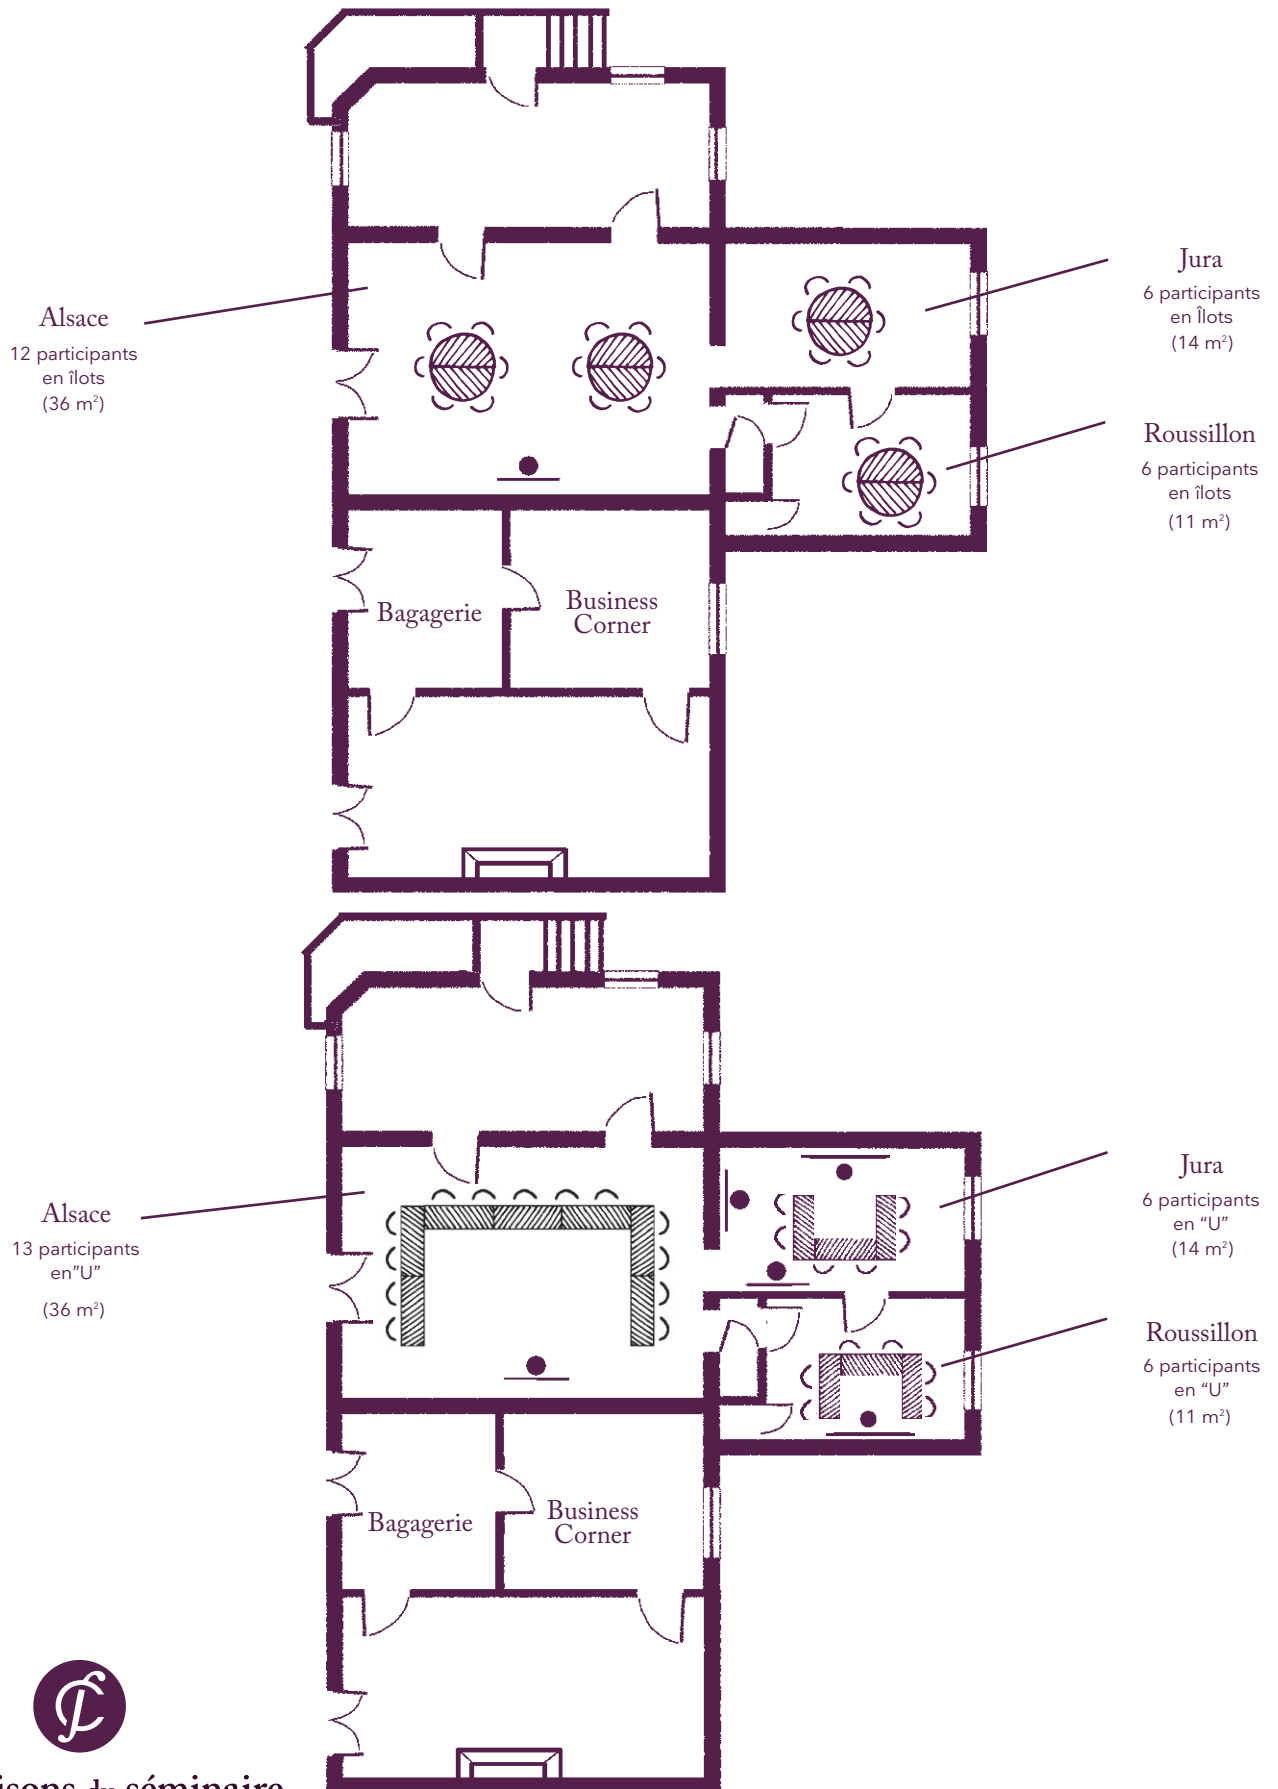 Alsace
12 participants
en îlots
(36 m²)
Jura
6 participants
en Îlots
(14 m²)
Roussillon
6 participants
en îlots
(11 m²)
Bagagerie
Business
Corner
Alsace
13 participants
en"U"
(36 m²)
Jura
6 participants
en “U”
(14 m²)
Roussillon
6 participants
en “U”
(11 m²)
Bagagerie
Business
Corner
du séminaire